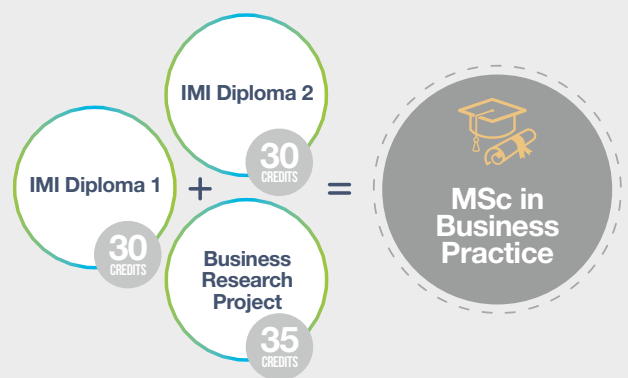 IMI Diploma 1
30
CREDITS
+
IMI Diploma 2
30
CREDITS
Business
Research
Project
35
CREDITS
=
MSc in
Business
Practice